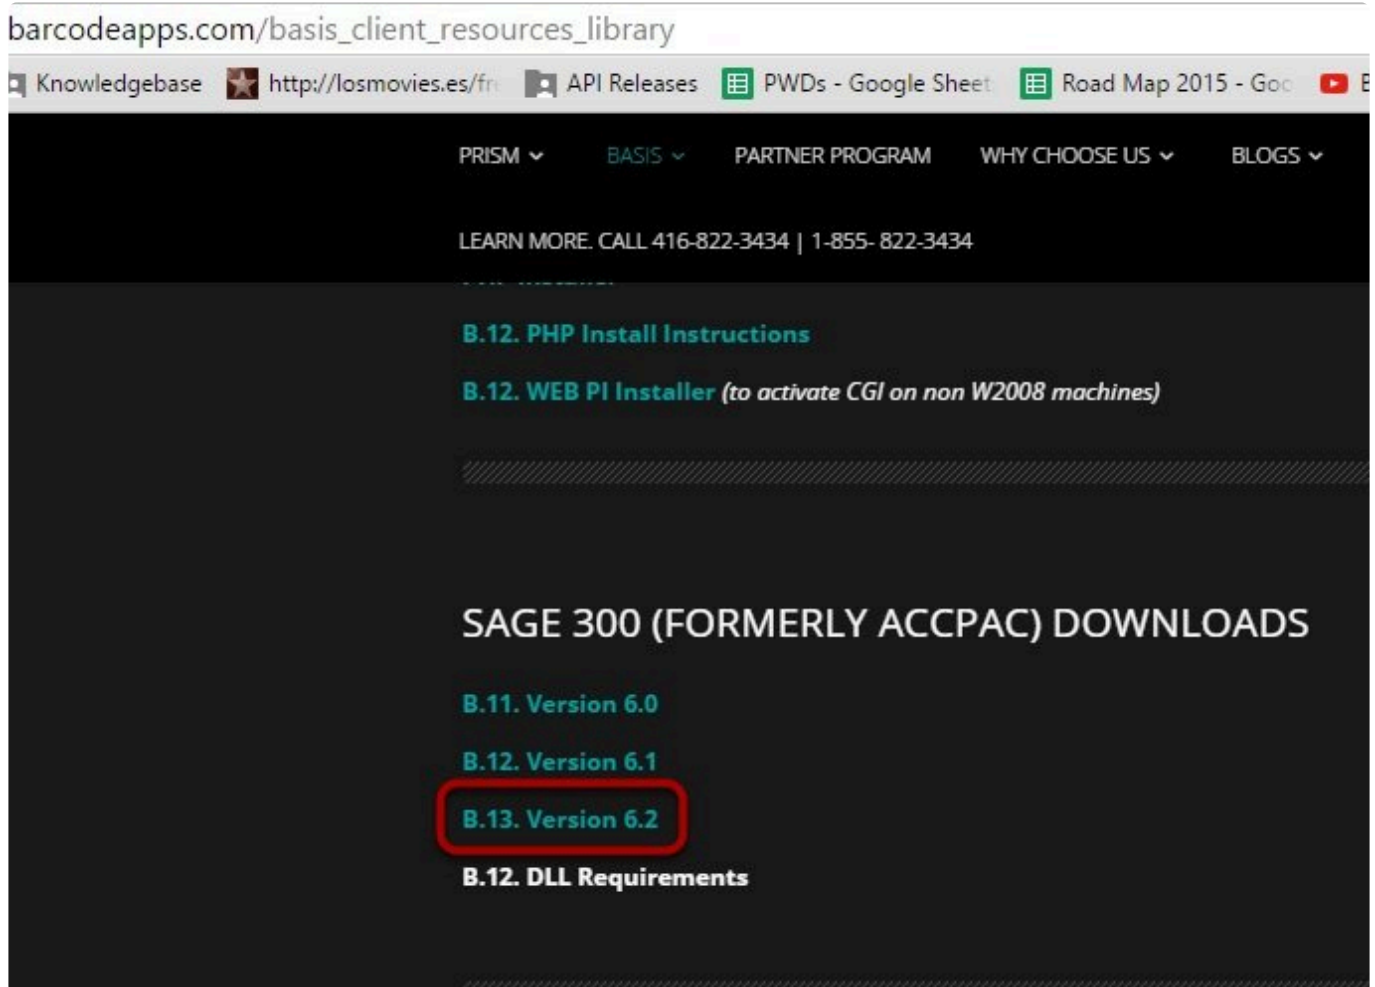 barcodeapps.com/basis_client_resources_library
Knowledgebase http://losmovies.es/fr API Releases PWDs - Google Sheet Road Map 2015 - Goo
PRISM BASIS PARTNER PROGRAM WHY CHOOSE US BLOGS
LEARN MORE. CALL 416-822-3434 | 1-855- 822-3434
B.12. PHP Install Instructions
B.12. WEB PI Installer (to activate CGI on non W2008 machines)
SAGE 300 (FORMERLY ACCPAC) DOWNLOADS
B.11. Version 6.0
B.12. Version 6.1
B.13. Version 6.2
B.12. DLL Requirements